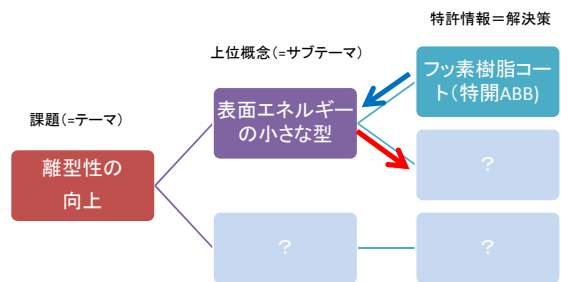 特許情報=解決策
上位概念(=サブテーマ)
フッ素樹脂コー
ト(特開ABB)
表面エネルギー
の小さな型
課題(=テーマ)
離型性の
向上
?
?
?